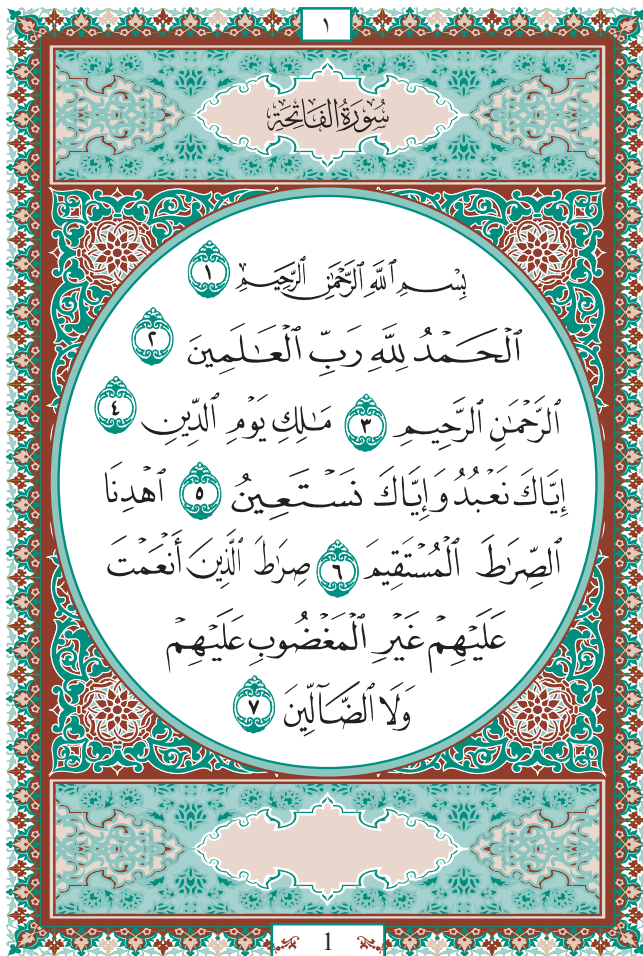 ١
سُورَةُ الفَاتِحَةِ
بِسْمِ ٱللَّهِ ٱلرَّحْمَٰنِ ٱلرَّحِيمِ ١
ٱلْحَمْدُ لِلَّهِ رَبِّ ٱلْعَٰلَمِينَ ٢
ٱلرَّحْمَٰنِ ٱلرَّحِيمِ ٣ مَٰلِكِ يَوْمِ ٱلدِّينِ ٤
إِيَّاكَ نَعْبُدُ وَإِيَّاكَ نَسْتَعِينُ ٥ ٱهْدِنَا
ٱلصِّرَٰطَ ٱلْمُسْتَقِيمَ ٦ صِرَٰطَ ٱلَّذِينَ أَنْعَمْتَ
عَلَيْهِمْ غَيْرِ ٱلْمَغْضُوبِ عَلَيْهِمْ
وَلَا ٱلضَّآلِّينَ ٧
1